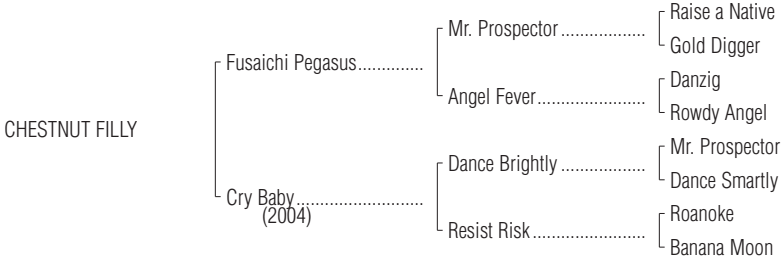 Raise a Native
Mr. Prospector ...................
Gold Digger
Fusaichi Pegasus..............
Danzig
Angel Fever........................
Rowdy Angel
CHESTNUT FILLY
Mr. Prospector
Dance Brightly ...................
Dance Smartly
Cry Baby...........................
(2004)
Roanoke
Resist Risk.........................
Banana Moon